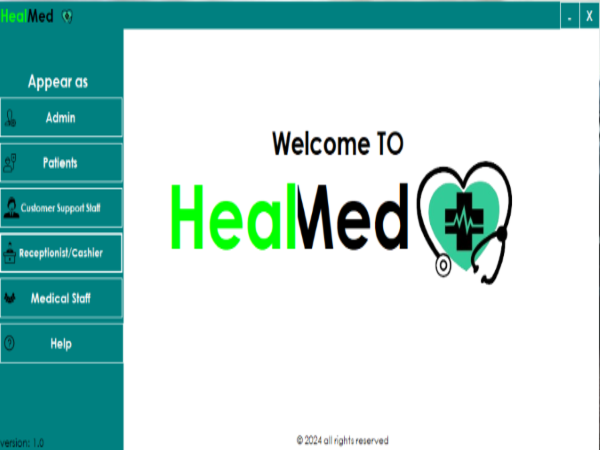 HealMed
- X
Appear as
Admin
Patients
Customer Support Staff
Receptionist/Cashier
Medical Staff
? Help
Welcome TO
HealMed
© 2024 all rights reserved
version: 1.0